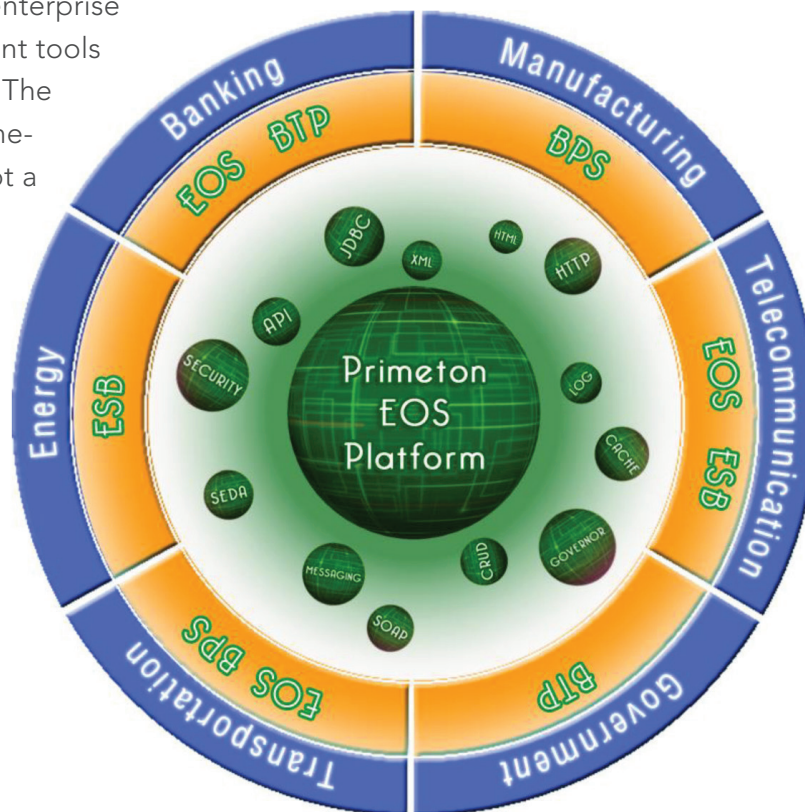 enterprise
nt tools
The
ne-
ot a
Banking
Manufacturing
Telecommunication
Government
Transportation
Energy
EOS BTP
BPS
EOS ESB
BTP
EOS BPS
ESB
JDBC
XML
HTML
HTTP
API
SECURITY
LOG
CACHE
SEDA
MESSAGING
CRUD
GOVERNOR
SOAP
Primeton
EOS
Platform